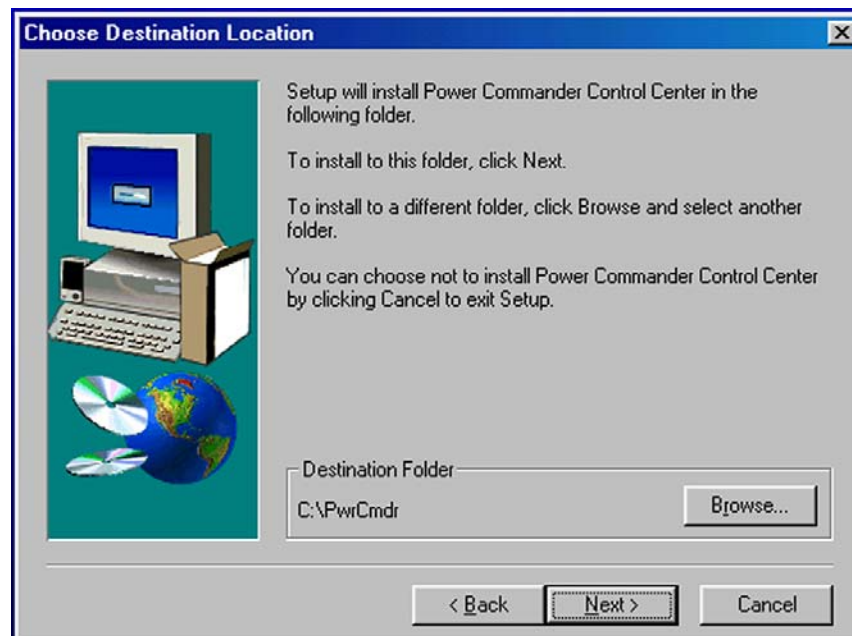 Choose Destination Location
Setup will install Power Commander Control Center in the
following folder.
To install to this folder, click Next.
To install to a different folder, click Browse and select another
folder.
You can choose not to install Power Commander Control Center
by clicking Cancel to exit Setup.
Destination Folder
C:\PwrCmdr
Browse...
< Back
Next >
Cancel